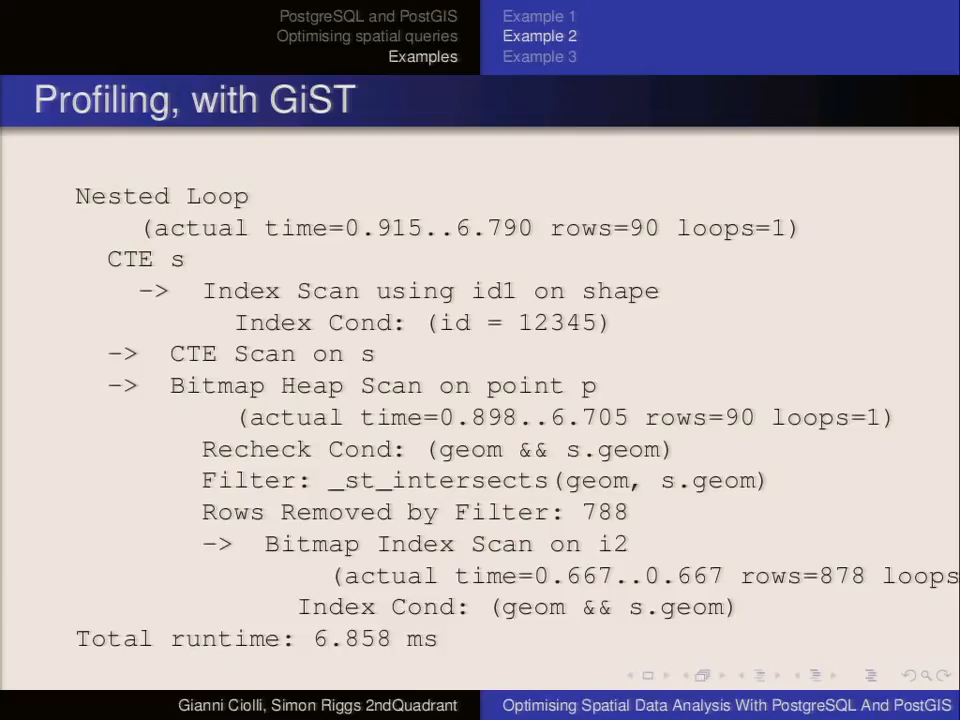 PostgreSQL and PostGIS
Optimising spatial queries
Examples
Example 1
Example 2
Example 3
Profiling, with GiST
Nested Loop
(actual time=0.915..6.790 rows=90 loops=1)
CTE s
-> Index Scan using id1 on shape
Index Cond: (id = 12345)
-> CTE Scan on s
-> Bitmap Heap Scan on point p
(actual time=0.898..6.705 rows=90 loops=1)
Recheck Cond: (geom && s.geom)
Filter: _st_intersects(geom, s.geom)
Rows Removed by Filter: 788
-> Bitmap Index Scan on i2
(actual time=0.667..0.667 rows=878 loops
Index Cond: (geom && s.geom)
Total runtime: 6.858 ms
Gianni Ciolli, Simon Riggs 2ndQuadrant
Optimising Spatial Data Analysis With PostgreSQL And PostGIS